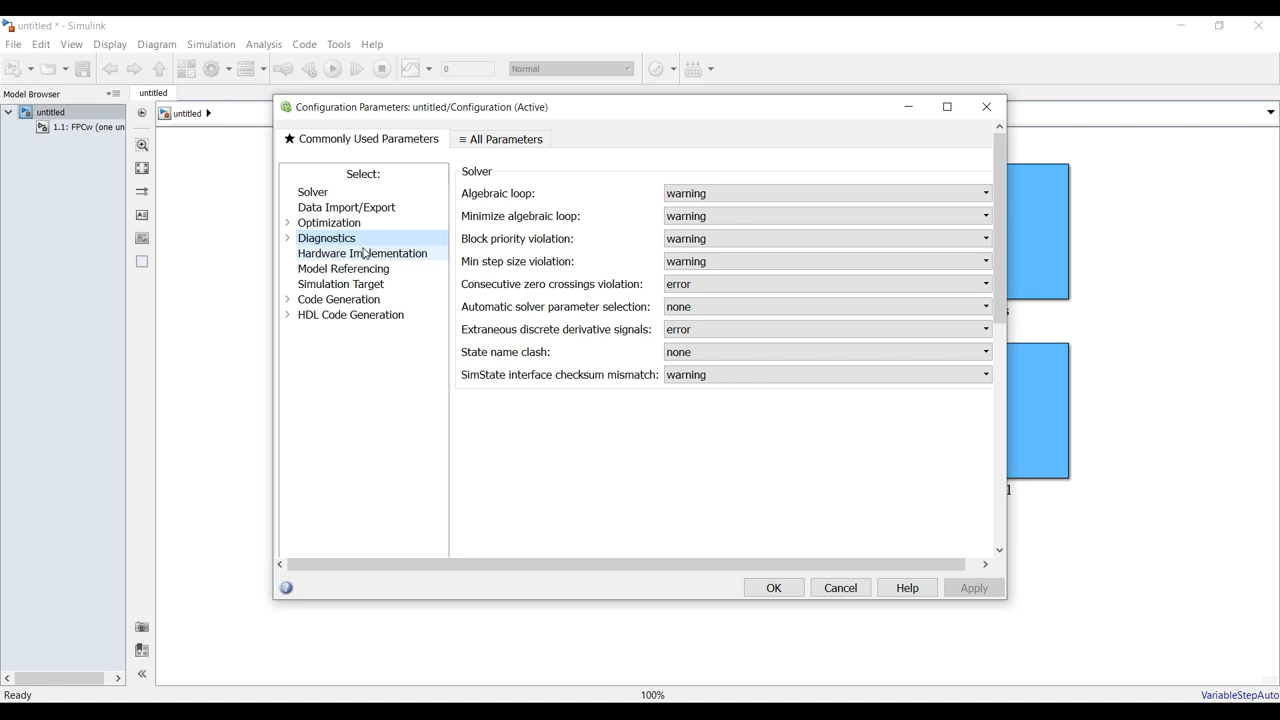 untitled * - Simulink
File Edit View Display Diagram Simulation Analysis Code Tools Help
0 Normal
Model Browser
untitled
untitled
1.1: FPCw (one un
untitled
Configuration Parameters: untitled/Configuration (Active)
★ Commonly Used Parameters ≡ All Parameters
Select:
Solver
Data Import/Export
Optimization
Diagnostics
Hardware Implementation
Model Referencing
Simulation Target
Code Generation
HDL Code Generation
Solver
Algebraic loop: warning
Minimize algebraic loop: warning
Block priority violation: warning
Min step size violation: warning
Consecutive zero crossings violation: error
Automatic solver parameter selection: none
Extraneous discrete derivative signals: error
State name clash: none
SimState interface checksum mismatch: warning
OK Cancel Help Apply
s
l
Ready 100% VariableStepAuto